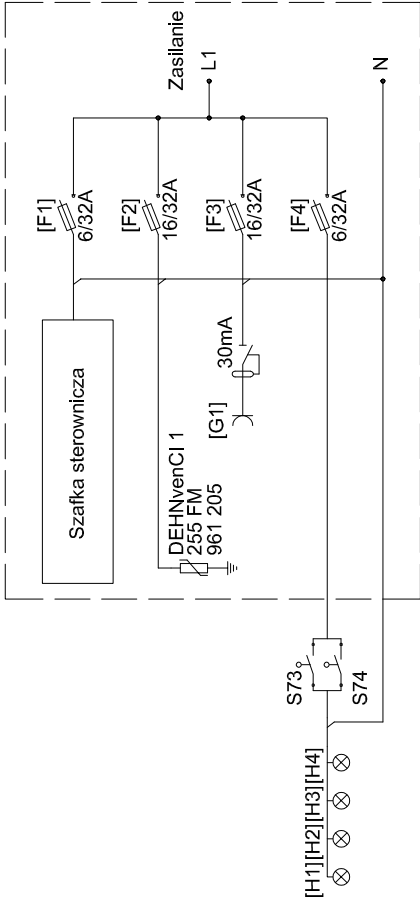 Zasilanie
L1
N
[F1]
6/32A
[F2]
16/32A
[F3]
16/32A
[F4]
6/32A
Szafka sterownicza
DEHNvenCI 1
255 FM
961 205
30mA
[G1]
S73
S74
[H1][H2][H3][H4]